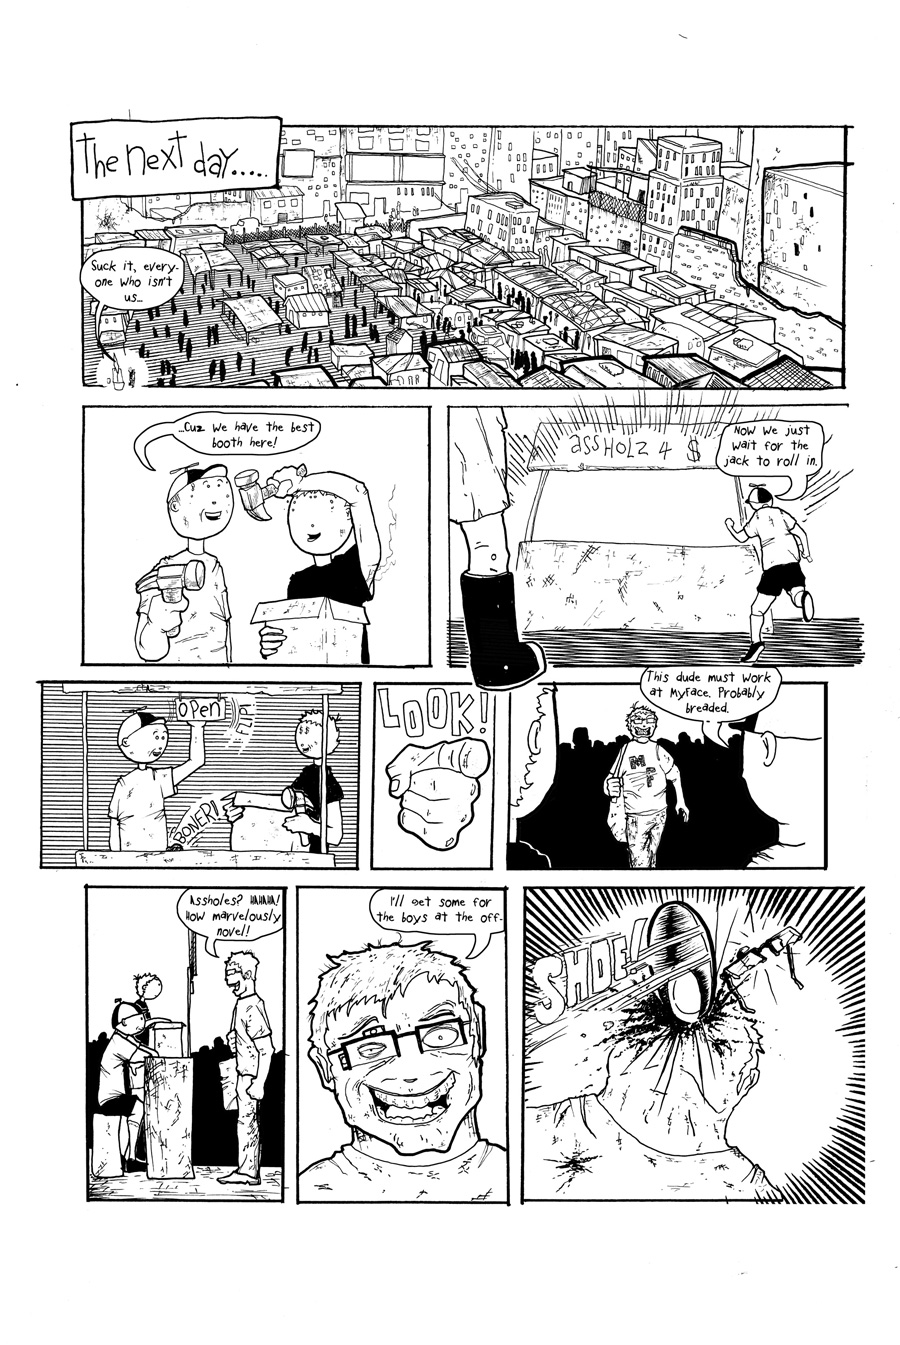 The next day.....
Suck it, every-
one who isn't
us...
...Cuz we have the best
booth here!
assholz 4 $
Now we just
wait for the
jack to roll in.
open
FLIP!
BONER!
LOOK!
This dude must work
at MyFace. Probably
breaded.
MF
Assholes? HAHAHA!
How marvelously
novel!
I'll get some for
the boys at the off-
SHOE!